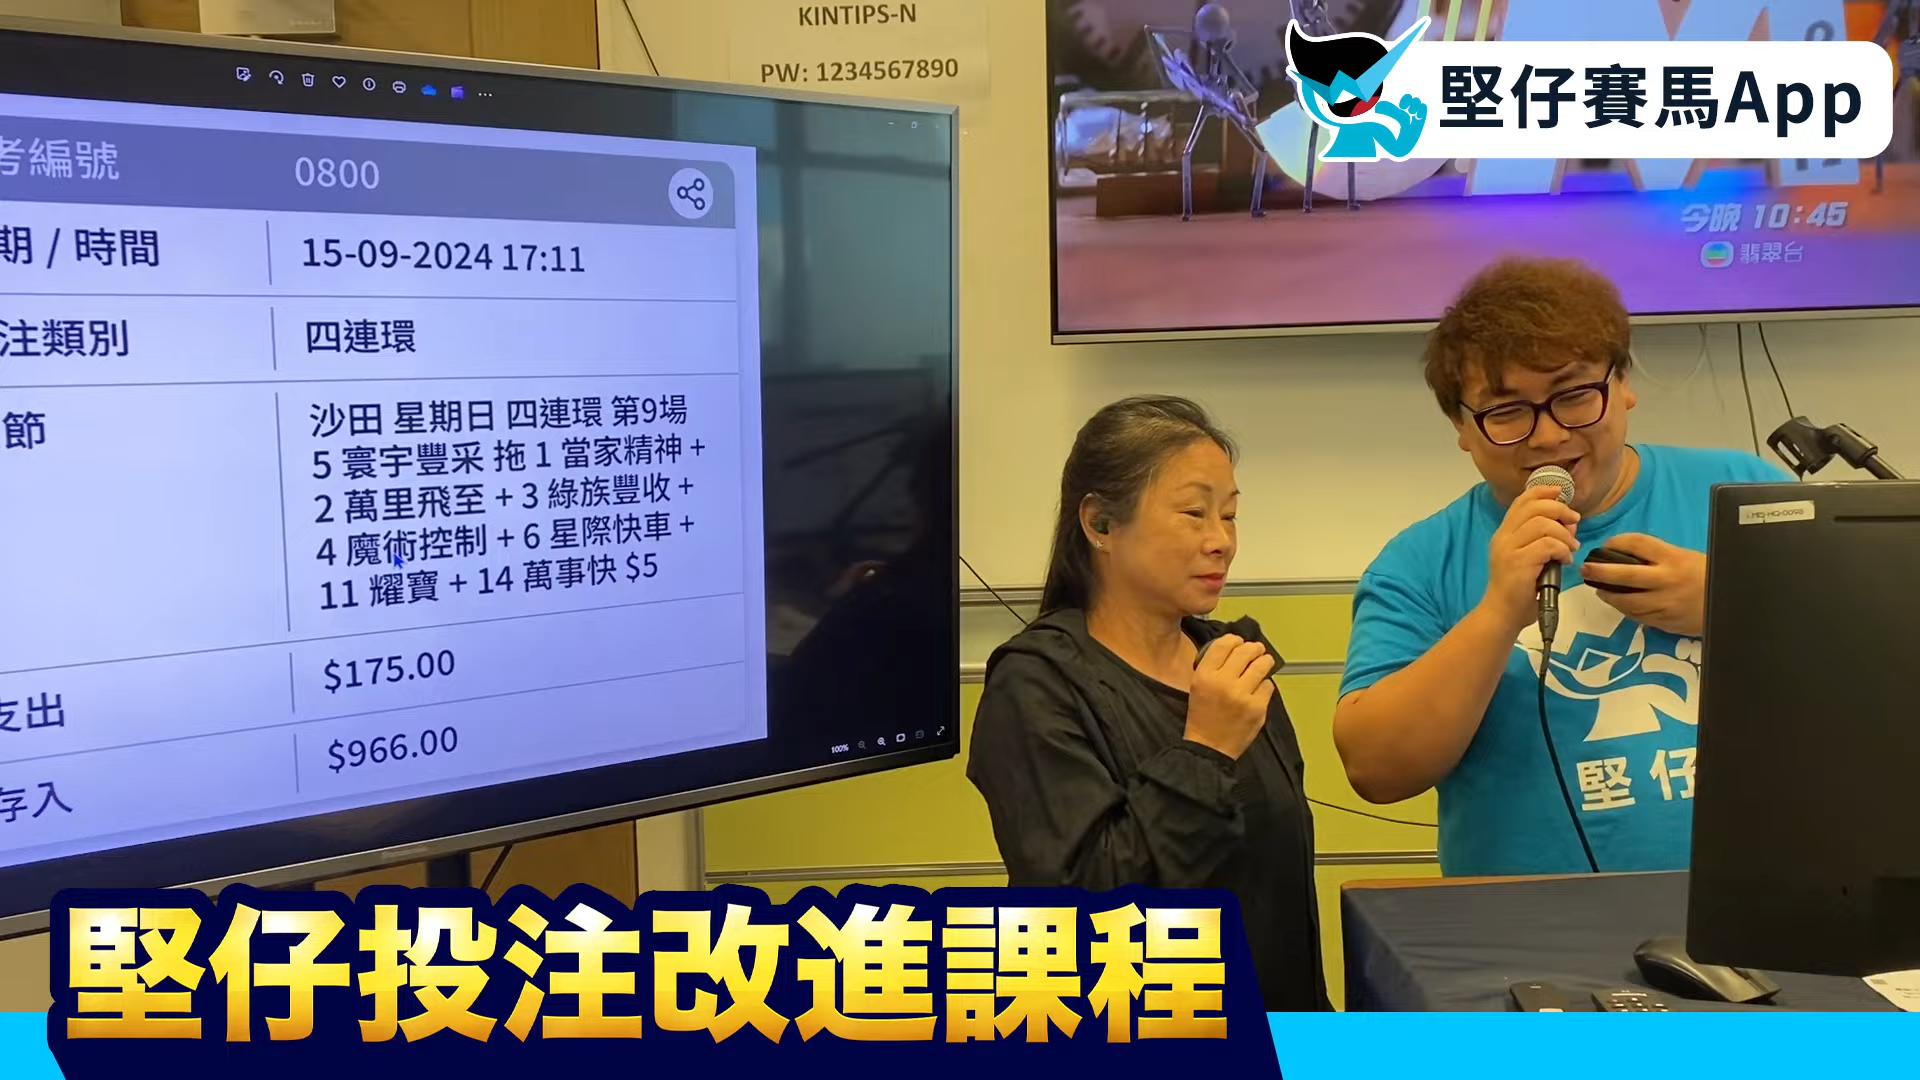 KINTIPS-N
PW: 1234567890
堅仔賽馬App
今晚 10:45
翡翠台
考編號 0800
期 / 時間 15-09-2024 17:11
注類別 四連環
節 沙田 星期日 四連環 第9場
5 寰宇豐采 拖 1 當家精神 +
2 萬里飛至 + 3 綠族豐收 +
4 魔術控制 + 6 星際快車 +
11 耀寶 + 14 萬事快 $5
支出 $175.00
存入 $966.00
100%
堅仔
堅仔投注改進課程